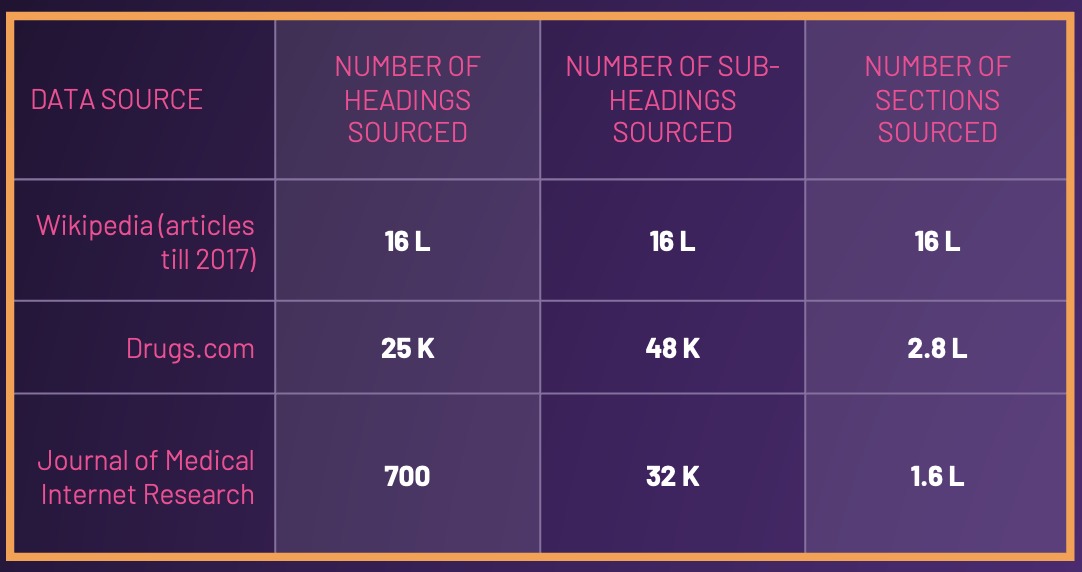 DATA SOURCE
NUMBER OF
HEADINGS
SOURCED
NUMBER OF SUB-
HEADINGS
SOURCED
NUMBER OF
SECTIONS
SOURCED
Wikipedia (articles
till 2017)
16 L
16 L
16 L
Drugs.com
25 K
48 K
2.8 L
Journal of Medical
Internet Research
700
32 K
1.6 L